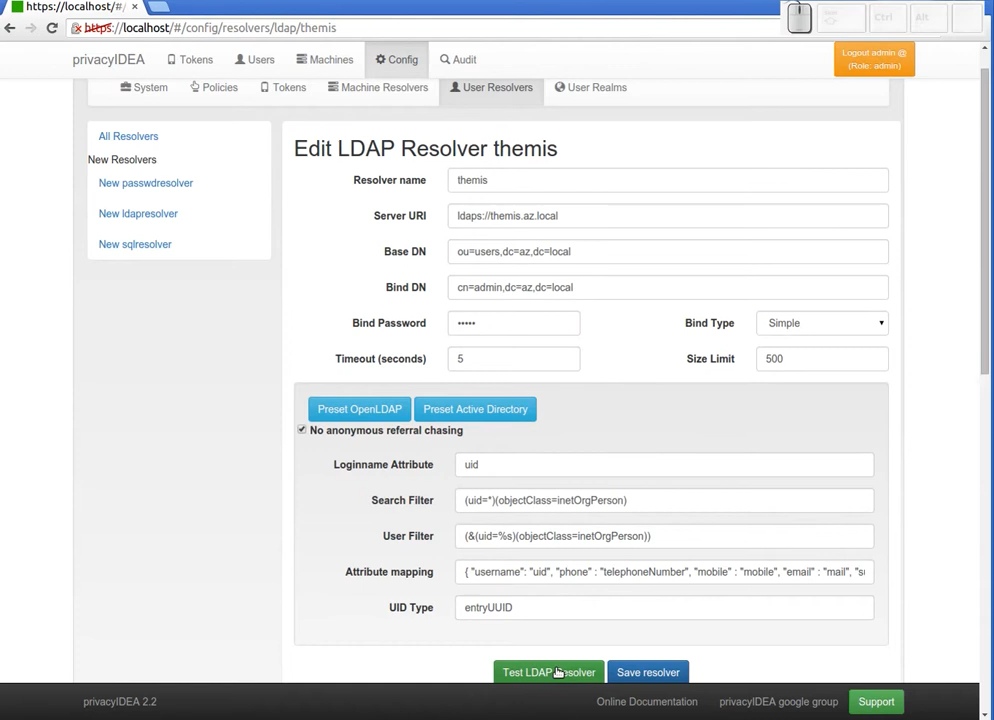 https://localhost/#/
https://localhost/#/config/resolvers/ldap/themis
Ctrl
Alt
privacyIDEA
Tokens
Users
Machines
Config
Audit
Logout admin @
(Role: admin)
System
Policies
Tokens
Machine Resolvers
User Resolvers
User Realms
All Resolvers
New Resolvers
New passwdresolver
New ldapresolver
New sqlresolver
Edit LDAP Resolver themis
Resolver name themis
Server URI ldaps://themis.az.local
Base DN ou=users,dc=az,dc=local
Bind DN cn=admin,dc=az,dc=local
Bind Password ••••• Bind Type Simple
Timeout (seconds) 5 Size Limit 500
Preset OpenLDAP Preset Active Directory
No anonymous referral chasing
Loginname Attribute uid
Search Filter (uid=*)(objectClass=inetOrgPerson)
User Filter (&(uid=%s)(objectClass=inetOrgPerson))
Attribute mapping { "username": "uid", "phone" : "telephoneNumber", "mobile" : "mobile", "email" : "mail", "su
UID Type entryUUID
Test LDAP Resolver Save resolver
privacyIDEA 2.2
Online Documentation
privacyIDEA google group
Support